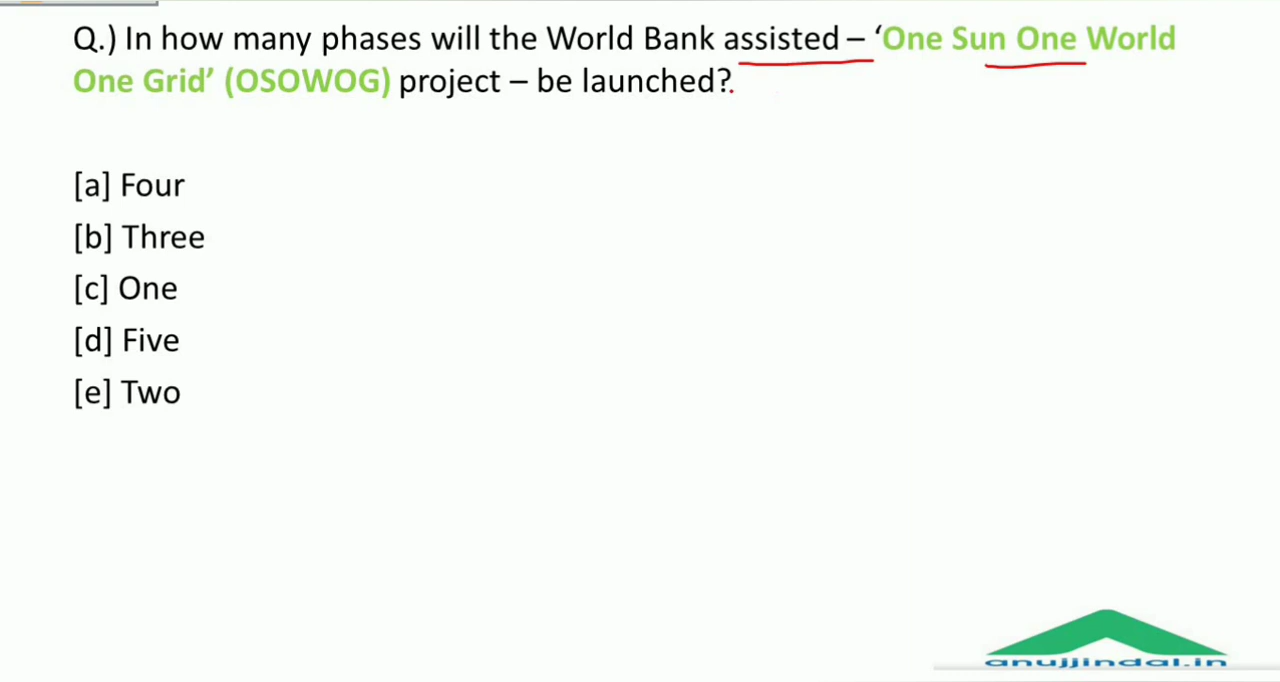 Q.) In how many phases will the World Bank assisted – ‘One Sun One World
One Grid’ (OSOWOG) project – be launched?.
[a] Four
[b] Three
[c] One
[d] Five
[e] Two
anujjindal.in